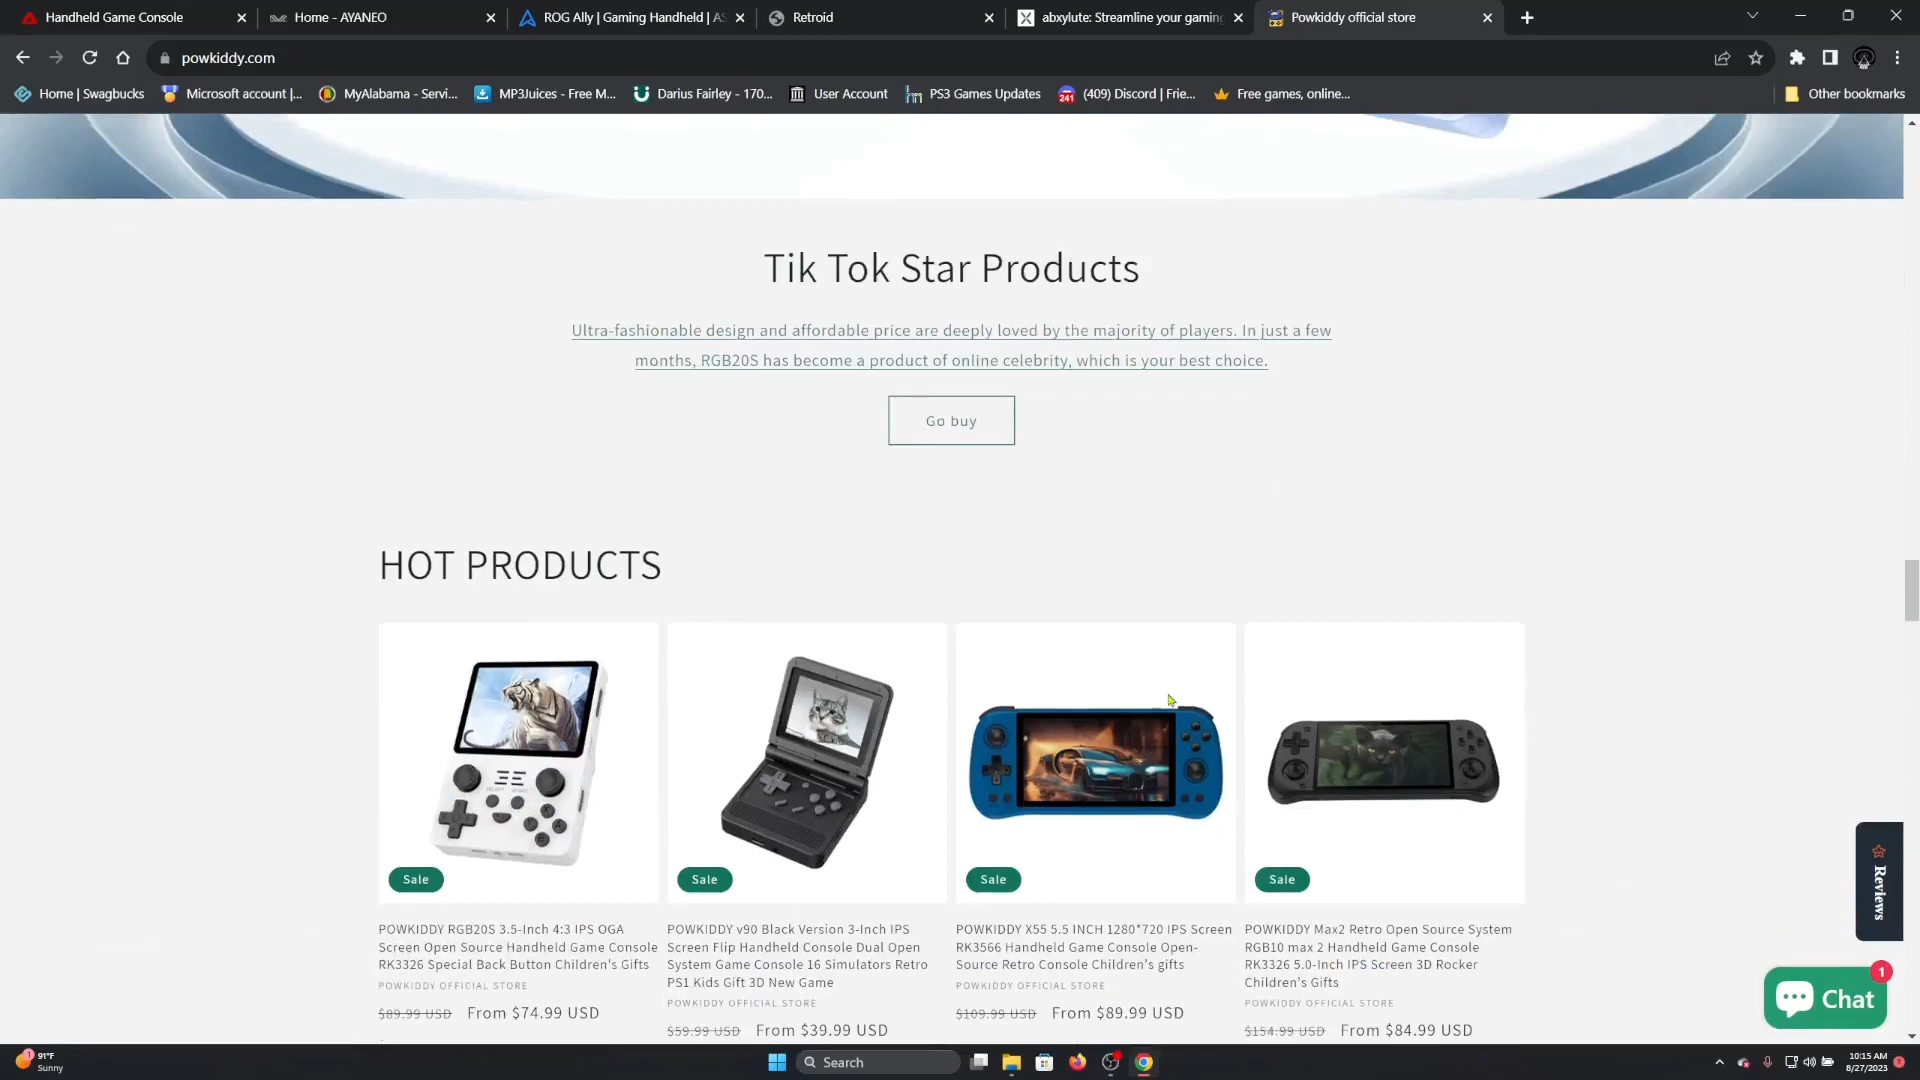 Handheld Game Console
Home - AYANEO
ROG Ally | Gaming Handheld | AS
Retroid
abxylute: Streamline your gaming
Powkiddy official store
powkiddy.com
Home | Swagbucks
Microsoft account |...
MyAlabama - Servi...
MP3Juices - Free M...
Darius Fairley - 170...
User Account
PS3 Games Updates
241
(409) Discord | Frie...
Free games, online...
Other bookmarks
Tik Tok Star Products
Ultra-fashionable design and affordable price are deeply loved by the majority of players. In just a few
months, RGB20S has become a product of online celebrity, which is your best choice.
Go buy
HOT PRODUCTS
Sale
Sale
Sale
Sale
POWKIDDY RGB20S 3.5-Inch 4:3 IPS OGA
Screen Open Source Handheld Game Console
RK3326 Special Back Button Children's Gifts
POWKIDDY OFFICIAL STORE
$89.99 USD From $74.99 USD
POWKIDDY v90 Black Version 3-Inch IPS
Screen Flip Handheld Console Dual Open
System Game Console 16 Simulators Retro
PS1 Kids Gift 3D New Game
POWKIDDY OFFICIAL STORE
$59.99 USD From $39.99 USD
POWKIDDY X55 5.5 INCH 1280*720 IPS Screen
RK3566 Handheld Game Console Open-
Source Retro Console Children's gifts
POWKIDDY OFFICIAL STORE
$109.99 USD From $89.99 USD
POWKIDDY Max2 Retro Open Source System
RGB10 max 2 Handheld Game Console
RK3326 5.0-Inch IPS Screen 3D Rocker
Children's Gifts
POWKIDDY OFFICIAL STORE
$154.99 USD From $84.99 USD
Reviews
1
Chat
1
91°F
Sunny
Search
10:15 AM
8/27/2023